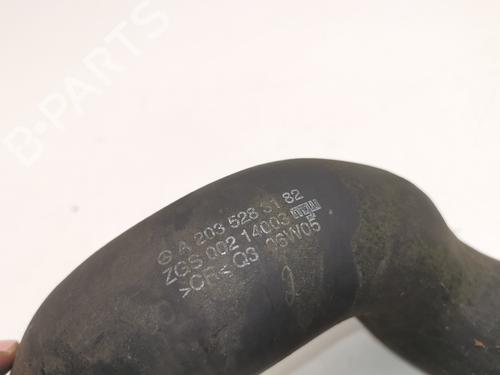 B-PARTS
A 203 528 31 82
ZGS 002 14003
>CR< Q3 06W05